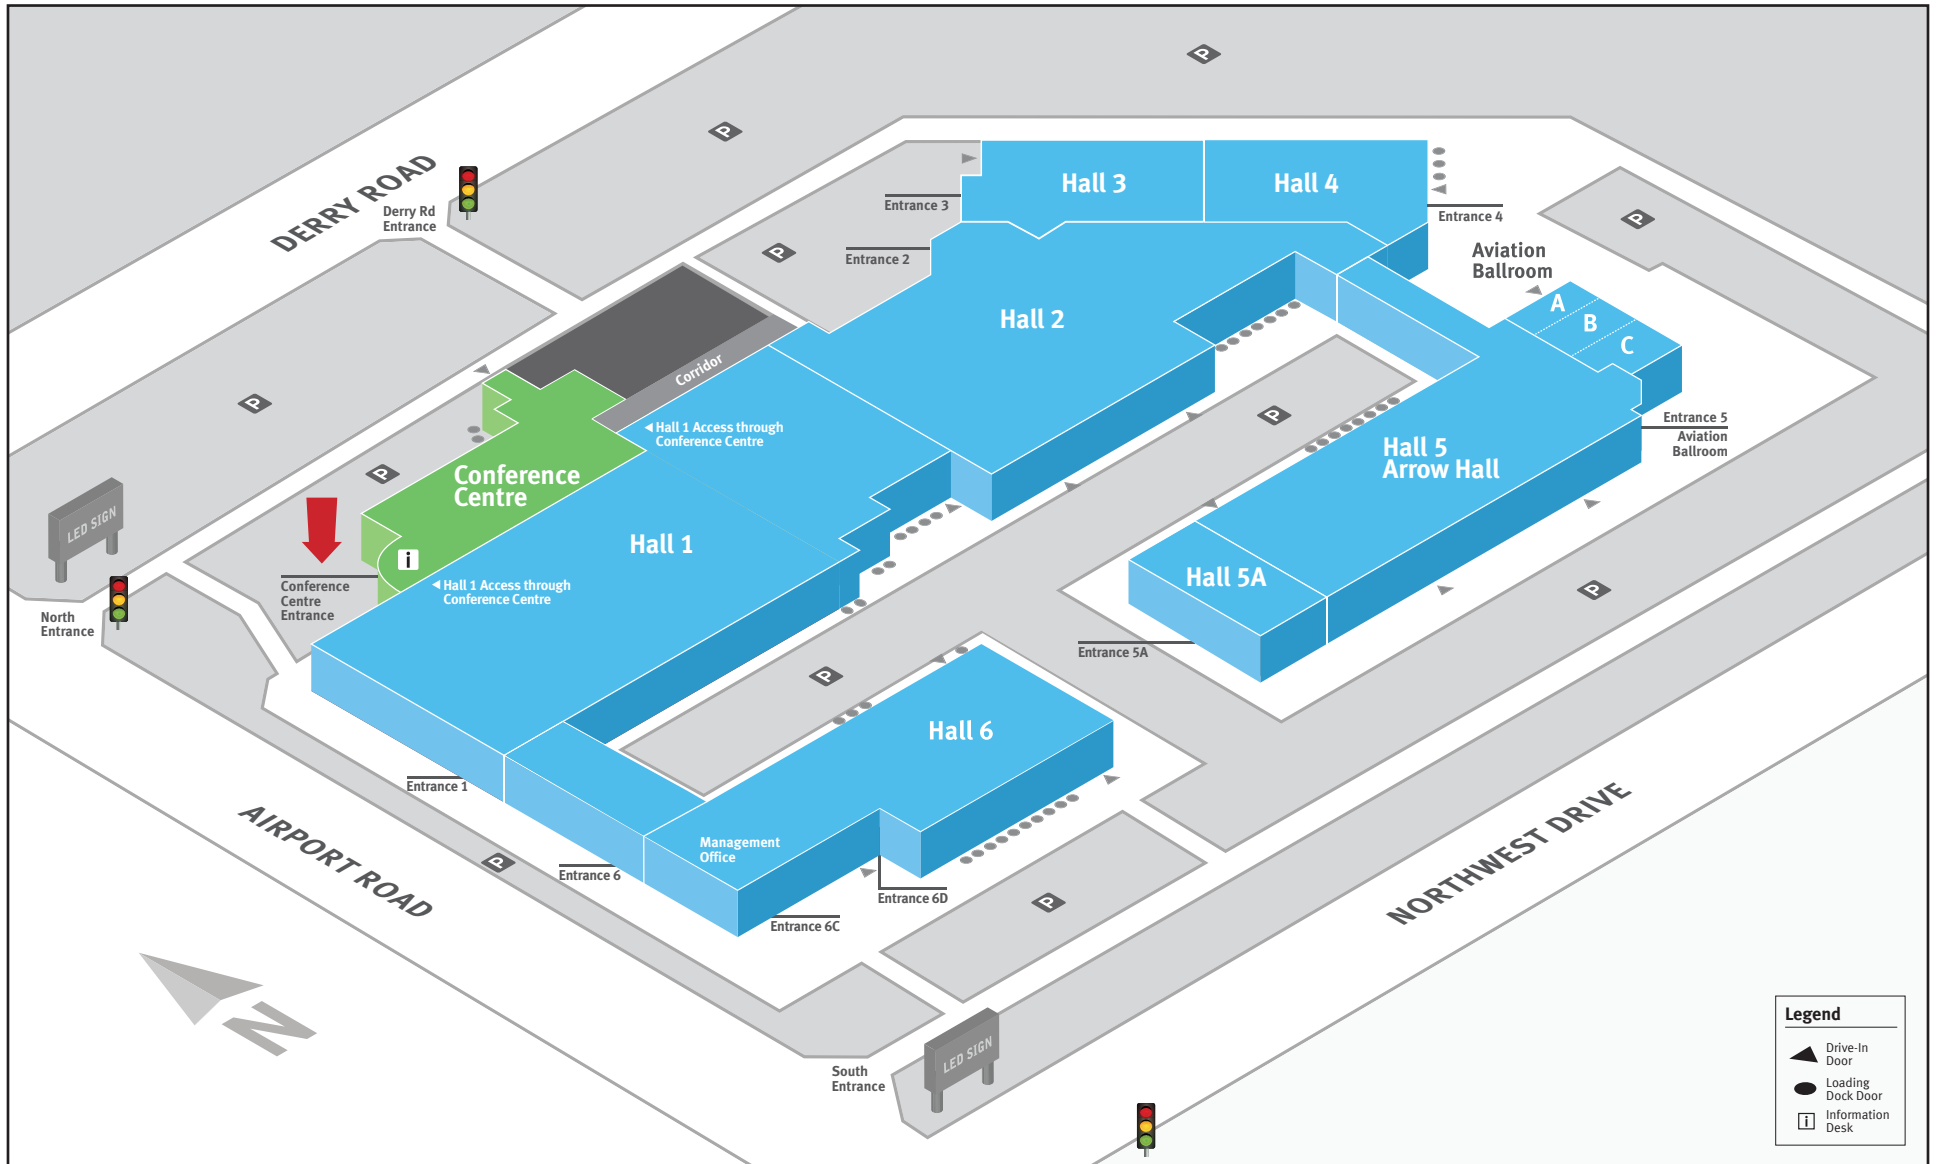 P
P
DERRY ROAD
Derry Rd
Entrance
Hall 3
Hall 4
Entrance 3
Entrance 4
P
P
Entrance 2
Aviation
Ballroom
A
B
C
Hall 2
Corridor
P
P
Hall 1 Access through
Conference Centre
Entrance 5
Aviation
Ballroom
Hall 5
Arrow Hall
P
Conference
Centre
LED SIGN
Hall 1
i
Hall 5A
Hall 1 Access through
Conference Centre
Conference
Centre
Entrance
P
North
Entrance
Entrance 5A
P
Hall 6
Entrance 1
AIRPORT ROAD
Management
Office
P
Entrance 6
Entrance 6D
P
NORTHWEST DRIVE
Entrance 6C
N
LED SIGN
South
Entrance
Legend
Drive-In
Door
Loading
Dock Door
i
Information
Desk